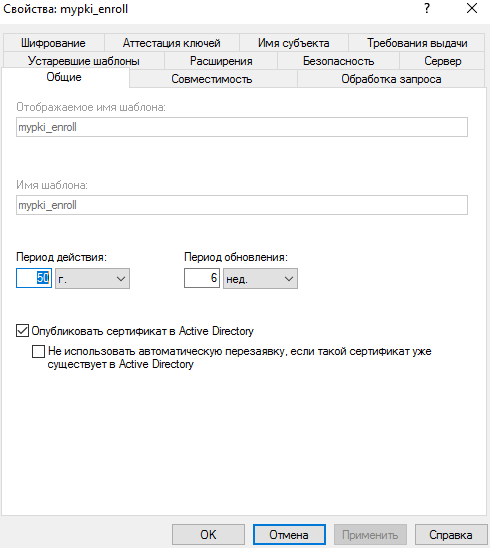 Свойства: mypki_enroll
?
Шифрование Аттестация ключей Имя субъекта Требования выдачи
Устаревшие шаблоны Расширения Безопасность Сервер
Общие Совместимость Обработка запроса
Отображаемое имя шаблона:
mypki_enroll
Имя шаблона:
mypki_enroll
Период действия: Период обновления:
50 г. 6 нед.
Опубликовать сертификат в Active Directory
Не использовать автоматическую перезаявку, если такой сертификат уже
существует в Active Directory
OK Отмена Применить Справка